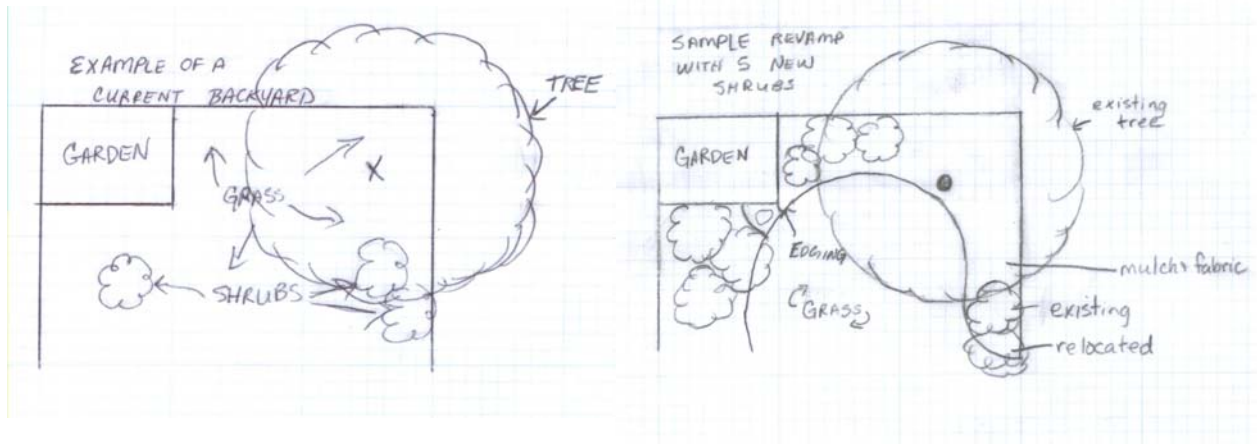 EXAMPLE OF A
CURRENT BACKYARD
TREE
GARDEN
X
GRASS
SHRUBS
SAMPLE REVAMP
WITH 5 NEW
SHRUBS
existing
tree
GARDEN
EDGING
mulch+ fabric
GRASS
existing
relocated